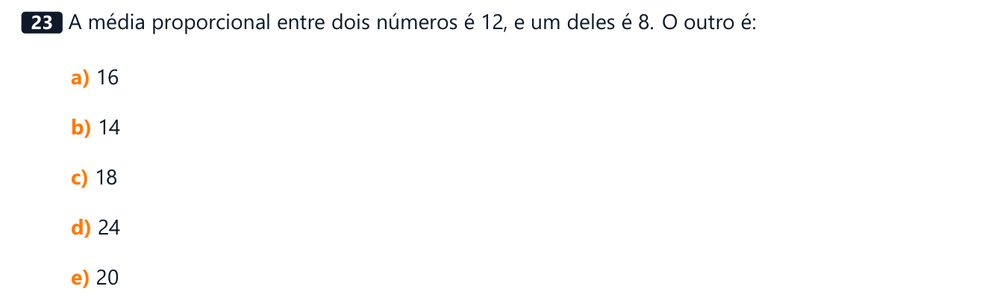 23 A média proporcional entre dois números é 12, e um deles é 8. O outro é:
a) 16
b) 14
c) 18
d) 24
e) 20